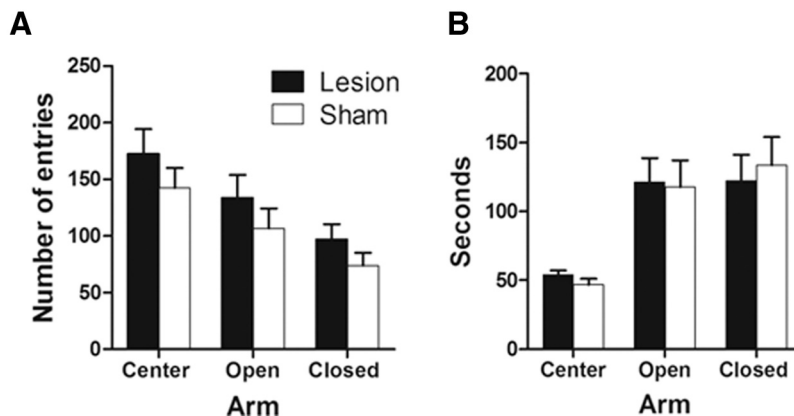 A
Number of entries
250
200
150
100
50
0
Lesion
Sham
Center Open Closed
Arm
B
Seconds
200
150
100
50
0
Center Open Closed
Arm